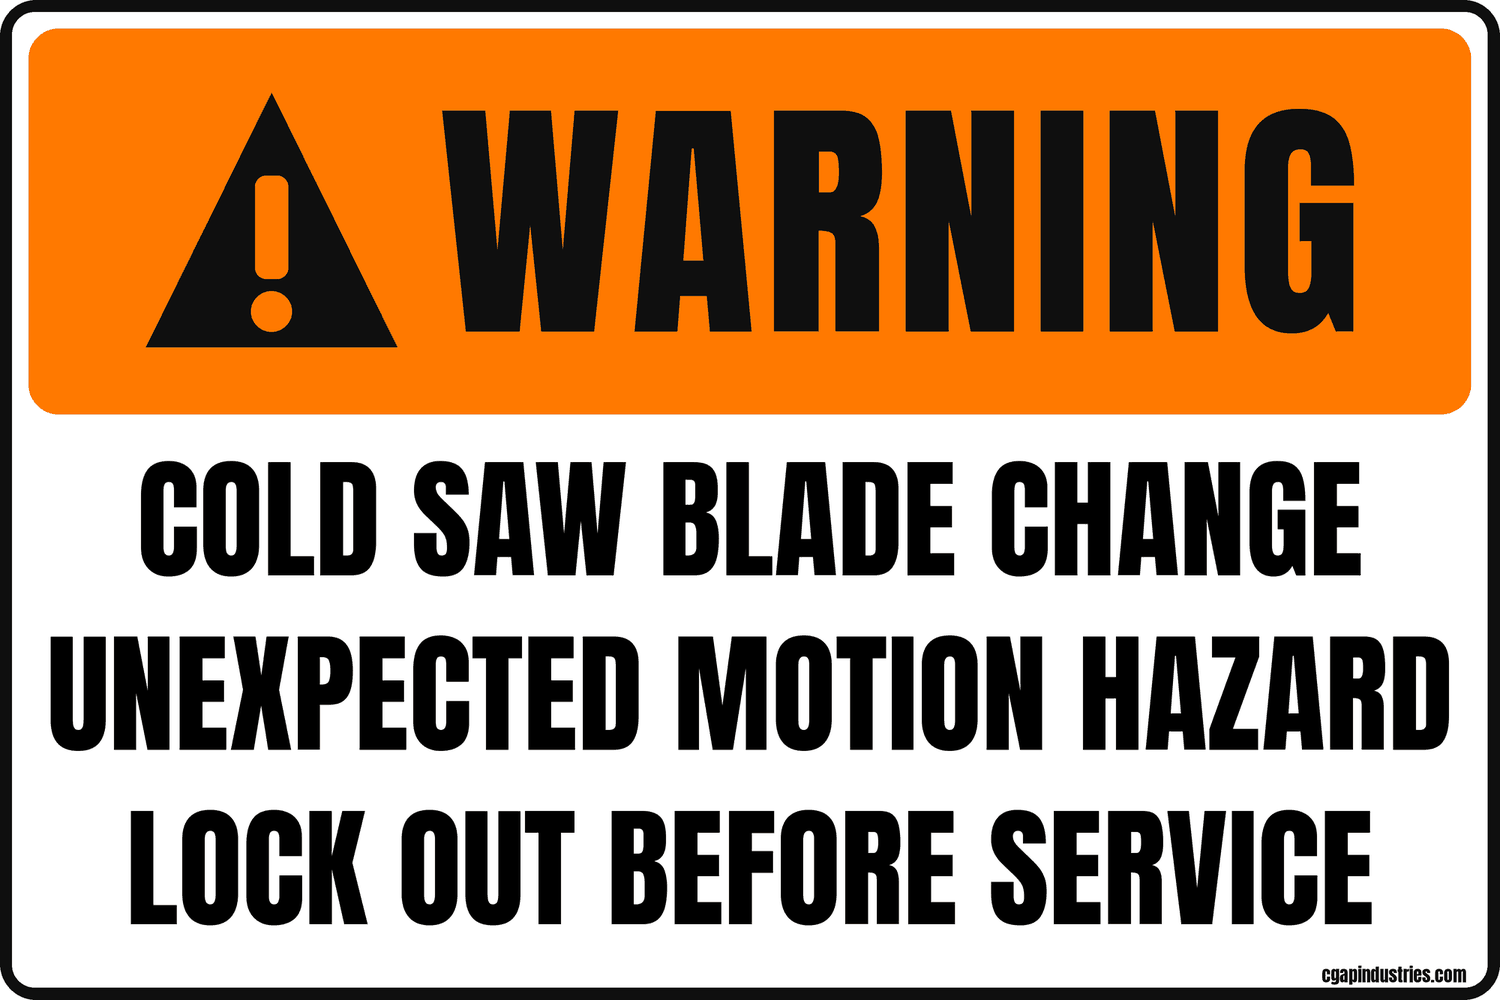 WARNING
COLD SAW BLADE CHANGE
UNEXPECTED MOTION HAZARD
LOCK OUT BEFORE SERVICE
cgapindustries.com